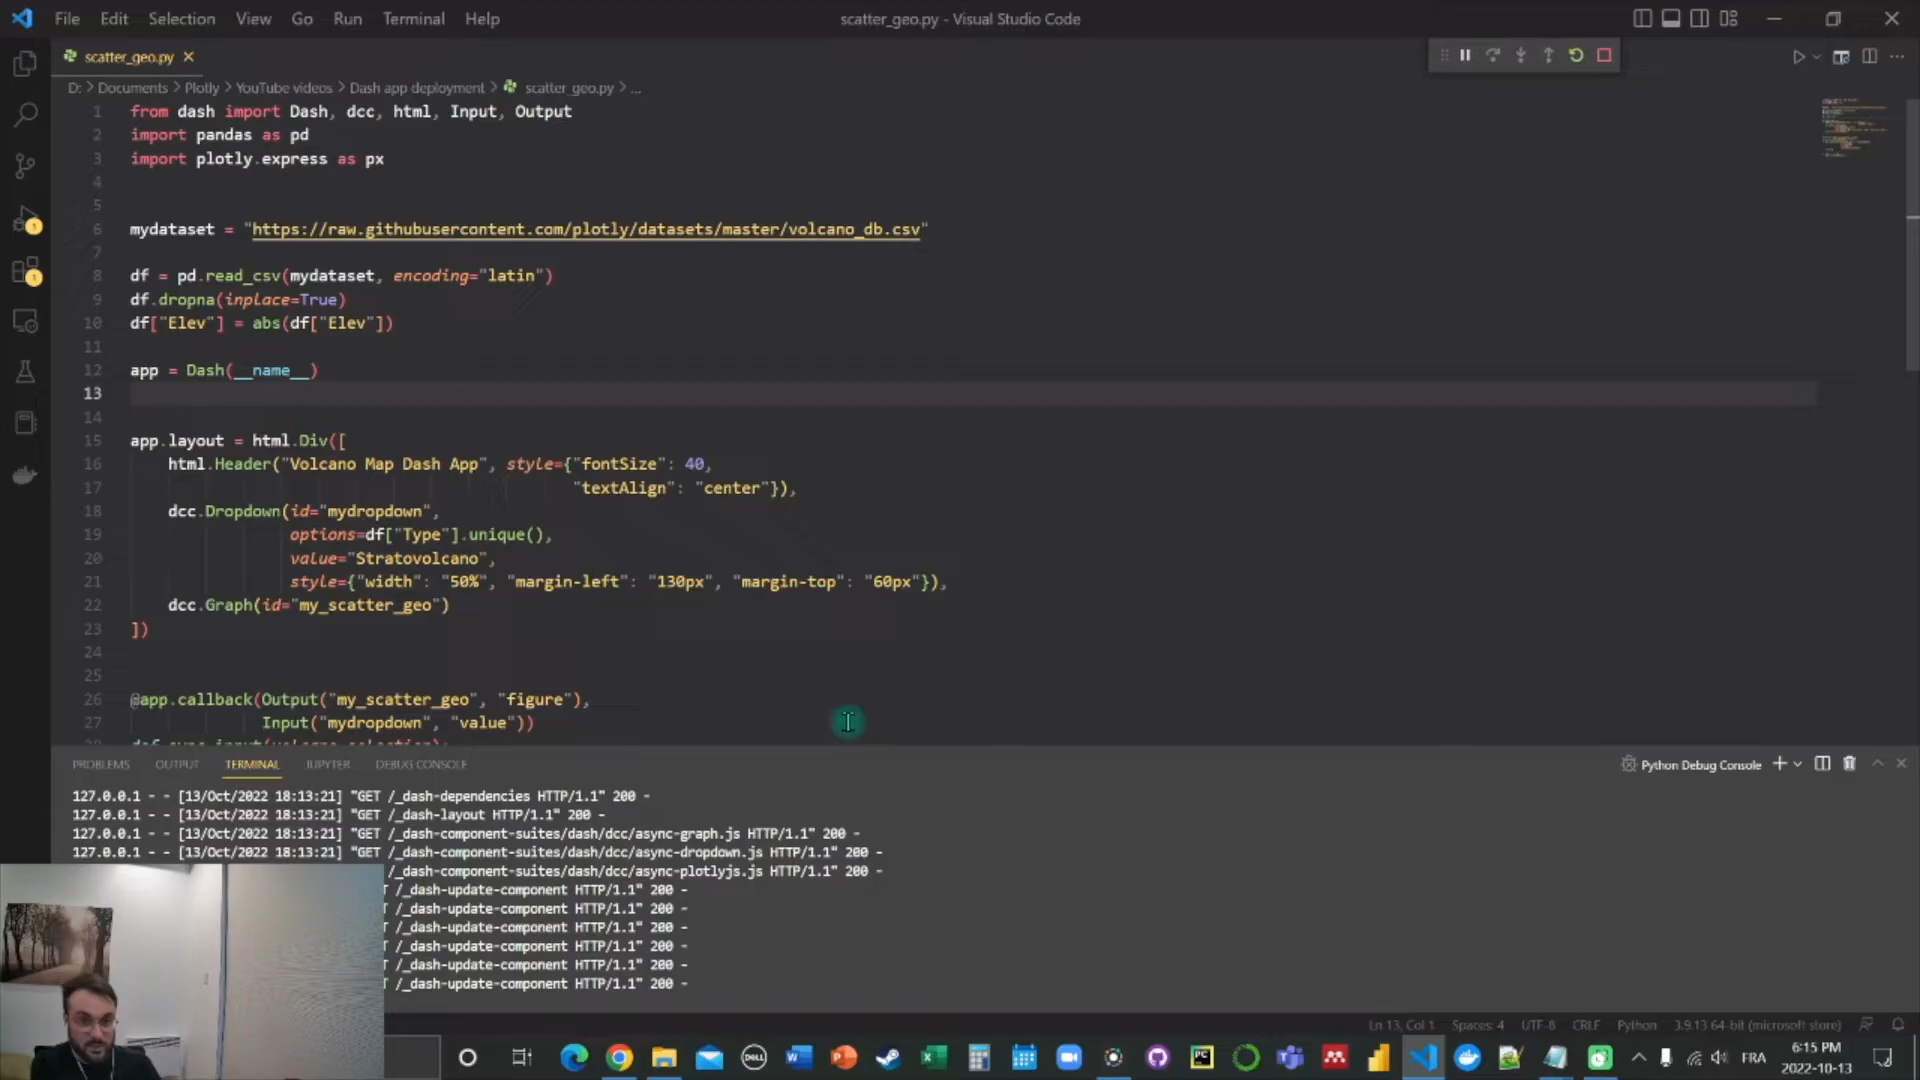 File Edit Selection View Go Run Terminal Help
scatter_geo.py - Visual Studio Code
scatter_geo.py
D: > Documents > Plotly > YouTube videos > Dash app deployment > scatter_geo.py > ...
1 from dash import Dash, dcc, html, Input, Output
2 import pandas as pd
3 import plotly.express as px
4
5
6 mydataset = "https://raw.githubusercontent.com/plotly/datasets/master/volcano_db.csv"
7
8 df = pd.read_csv(mydataset, encoding="latin")
9 df.dropna(inplace=True)
10 df["Elev"] = abs(df["Elev"])
11
12 app = Dash(__name__)
13
14
15 app.layout = html.Div([
16 html.Header("Volcano Map Dash App", style={"fontSize": 40,
17 "textAlign": "center"}),
18 dcc.Dropdown(id="mydropdown",
19 options=df["Type"].unique(),
20 value="Stratovolcano",
21 style={"width": "50%", "margin-left": "130px", "margin-top": "60px"}),
22 dcc.Graph(id="my_scatter_geo")
23 ])
24
25
26 @app.callback(Output("my_scatter_geo", "figure"),
27 Input("mydropdown", "value"))
PROBLEMS OUTPUT TERMINAL JUPYTER DEBUG CONSOLE
Python Debug Console
127.0.0.1 - - [13/Oct/2022 18:13:21] "GET /_dash-dependencies HTTP/1.1" 200 -
127.0.0.1 - - [13/Oct/2022 18:13:21] "GET /_dash-layout HTTP/1.1" 200 -
127.0.0.1 - - [13/Oct/2022 18:13:21] "GET /_dash-component-suites/dash/dcc/async-graph.js HTTP/1.1" 200 -
127.0.0.1 - - [13/Oct/2022 18:13:21] "GET /_dash-component-suites/dash/dcc/async-dropdown.js HTTP/1.1" 200 -
/_dash-component-suites/dash/dcc/async-plotlyjs.js HTTP/1.1" 200 -
T /_dash-update-component HTTP/1.1" 200 -
T /_dash-update-component HTTP/1.1" 200 -
T /_dash-update-component HTTP/1.1" 200 -
T /_dash-update-component HTTP/1.1" 200 -
T /_dash-update-component HTTP/1.1" 200 -
T /_dash-update-component HTTP/1.1" 200 -
Ln 13, Col 1 Spaces: 4 UTF-8 CRLF Python 3.9.13 64-bit (microsoft store)
DELL
FRA
6:15 PM
2022-10-13